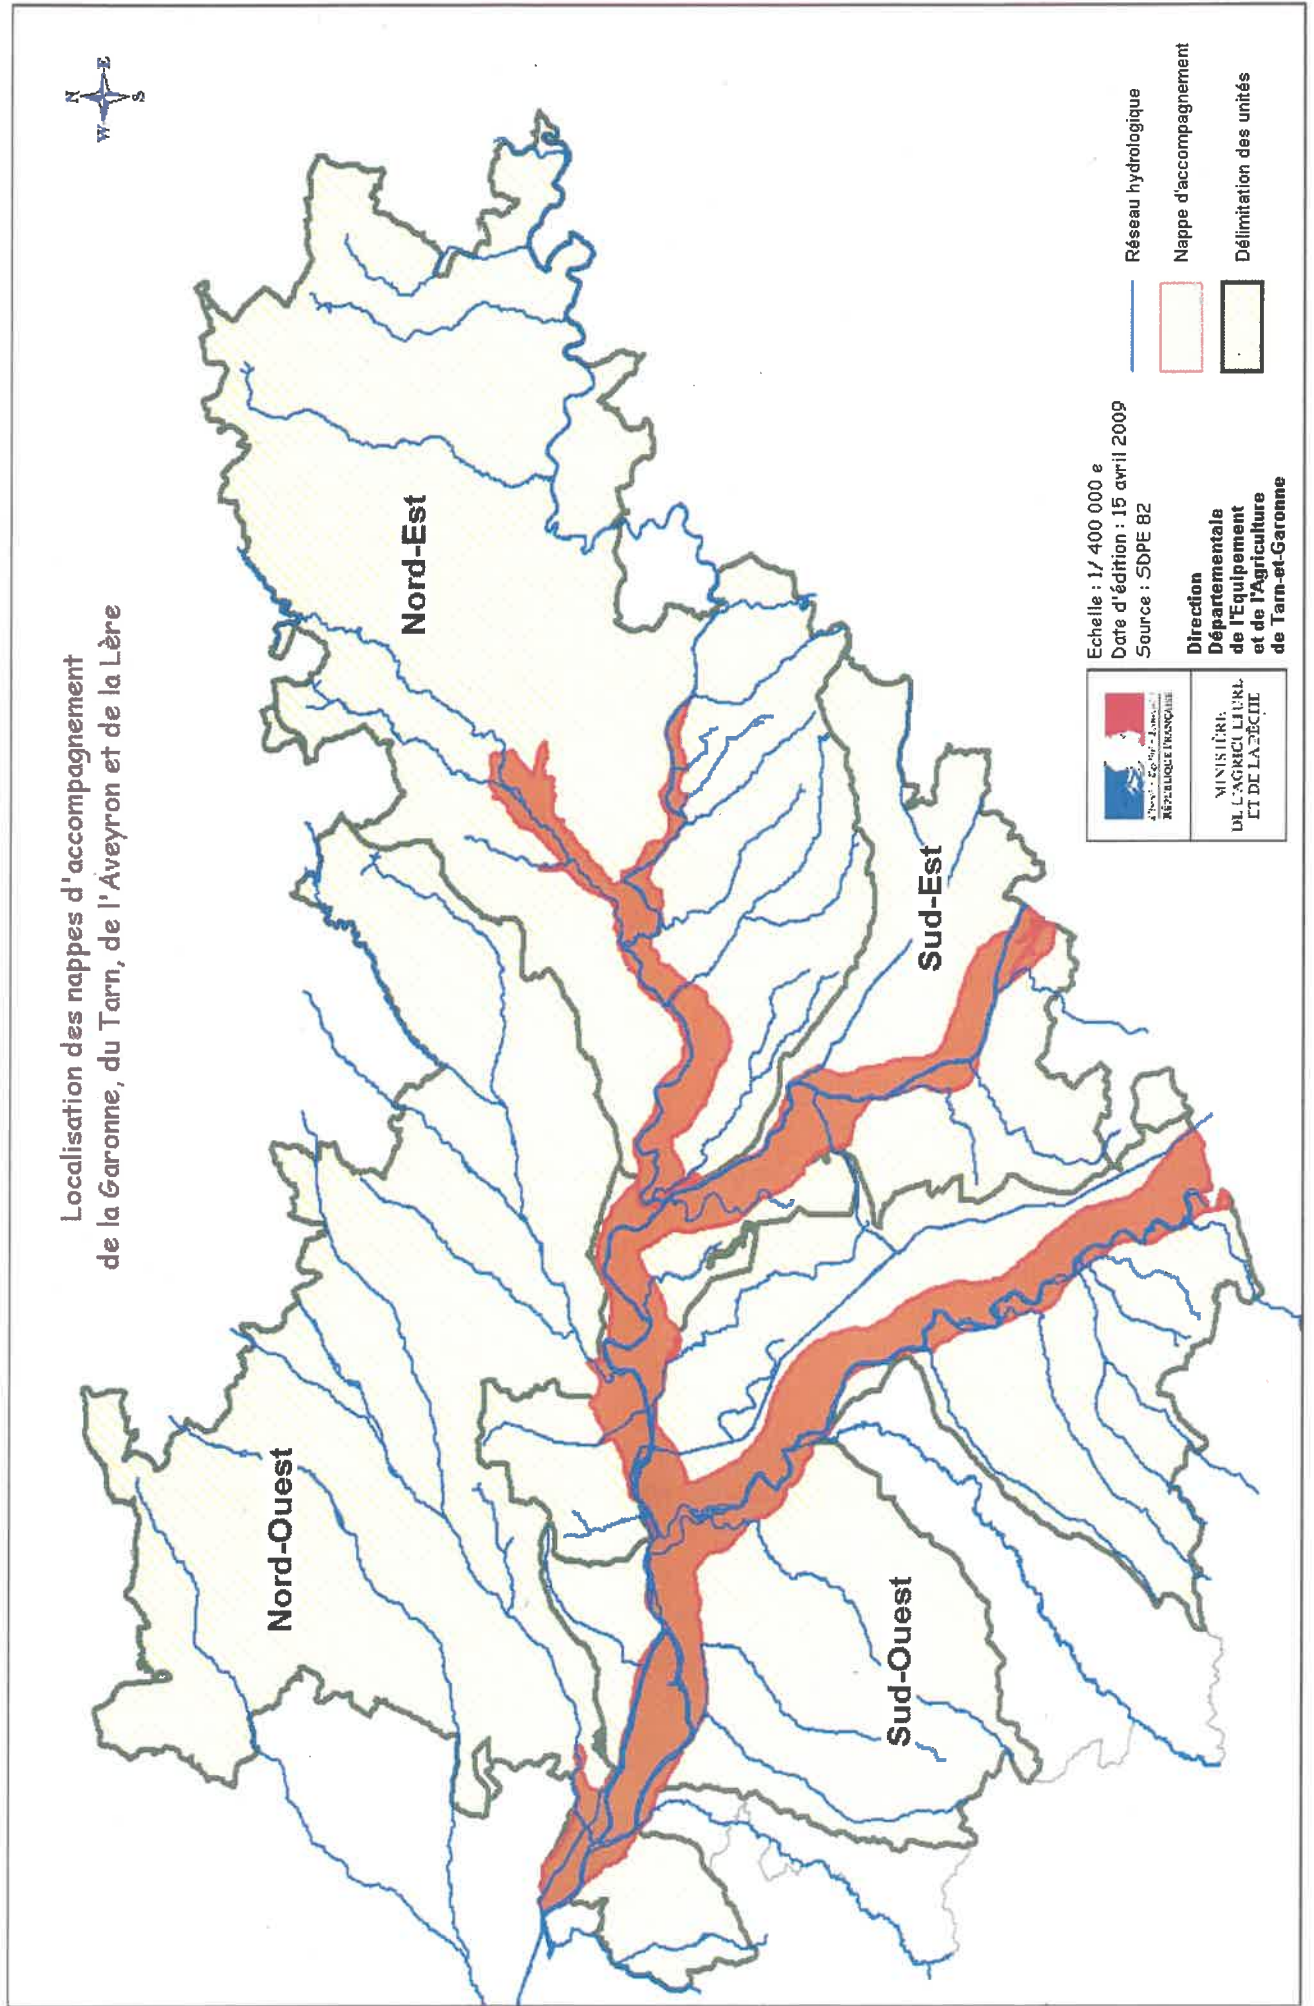 Localisation des nappes d'accompagnement
de la Garonne, du Tarn, de l'Aveyron et de la Lère
N
W E
S
Nord-Est
Nord-Ouest
Sud-Est
Sud-Ouest
Réseau hydrologique
Nappe d'accompagnement
Délimitation des unités
Echelle : 1/ 400 000 e
Date d'édition : 15 avril 2009
Source : SDPE 82
Direction
Départementale
de l'Equipement
et de l'Agriculture
de Tarn-et-Garonne
RÉPUBLIQUE FRANÇAISE
MINISTÈRE
DE L'AGRICULTURE
ET DE LA PÊCHE